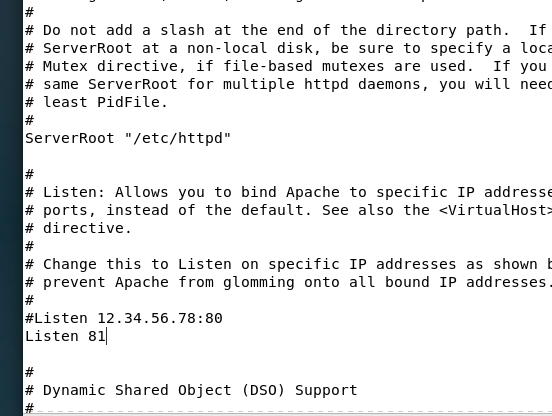 #
# Do not add a slash at the end of the directory path. If
# ServerRoot at a non-local disk, be sure to specify a loca
# Mutex directive, if file-based mutexes are used. If you
# same ServerRoot for multiple httpd daemons, you will need
# least PidFile.
#
ServerRoot "/etc/httpd"
#
# Listen: Allows you to bind Apache to specific IP addresse
# ports, instead of the default. See also the <VirtualHost>
# directive.
#
# Change this to Listen on specific IP addresses as shown b
# prevent Apache from glomming onto all bound IP addresses.
#
#Listen 12.34.56.78:80
Listen 81
#
# Dynamic Shared Object (DSO) Support
#